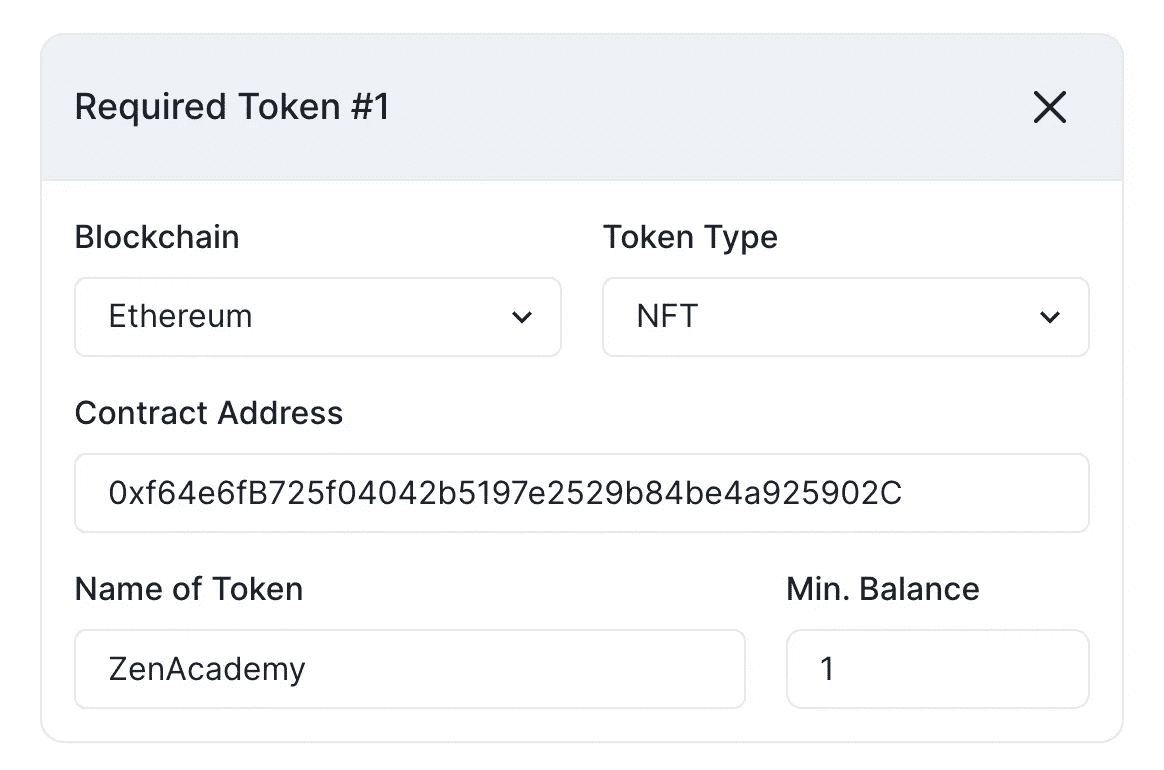 Required Token #1
Blockchain
Token Type
Ethereum
NFT
Contract Address
0xf64e6fB725f04042b5197e2529b84be4a925902C
Name of Token
Min. Balance
ZenAcademy
1